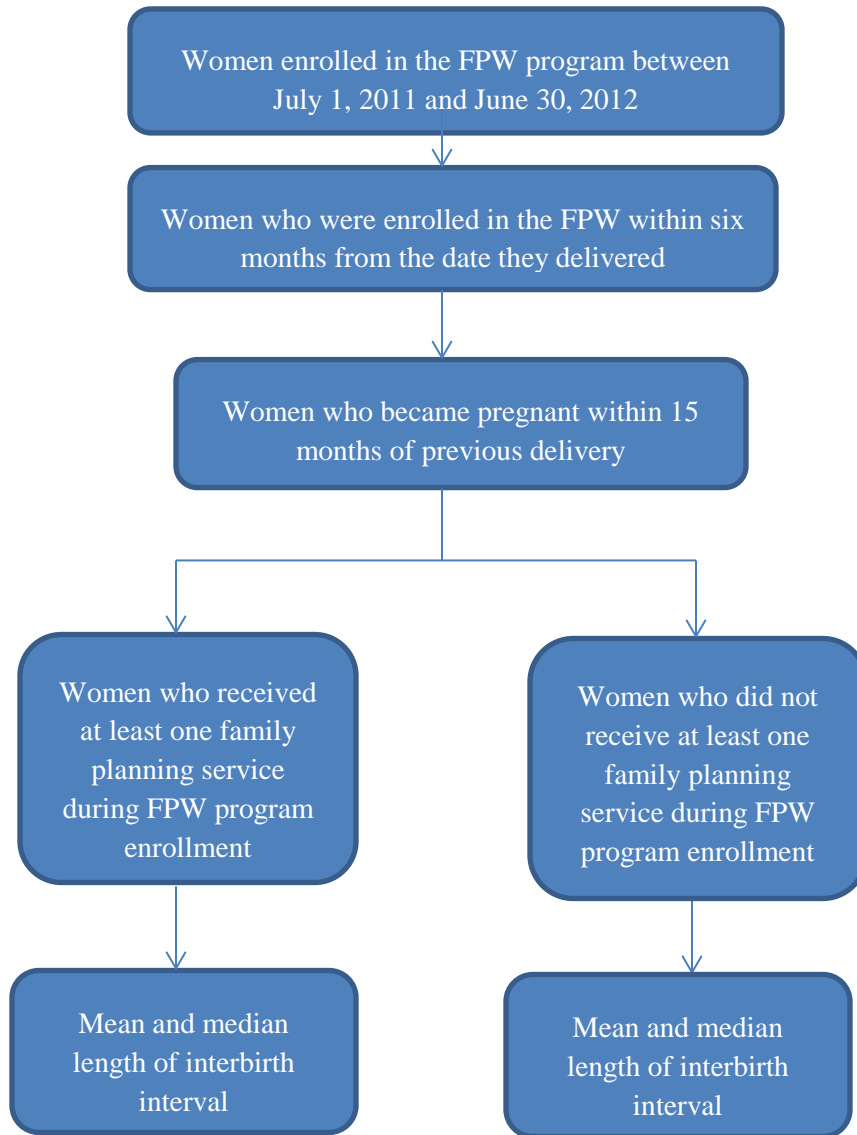 Women enrolled in the FPW program between
July 1, 2011 and June 30, 2012
Women who were enrolled in the FPW within six
months from the date they delivered
Women who became pregnant within 15
months of previous delivery
Women who received
at least one family
planning service
during FPW program
enrollment
Women who did not
receive at least one
family planning
service during FPW
program enrollment
Mean and median
length of interbirth
interval
Mean and median
length of interbirth
interval